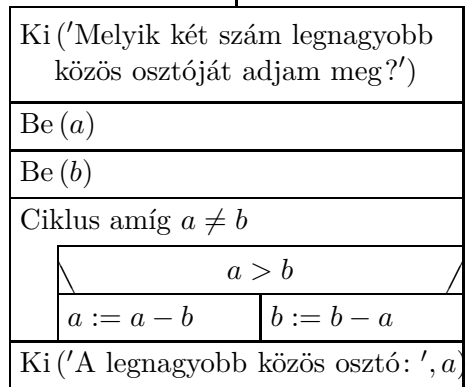 Ki ('Melyik két szám legnagyobb
közös osztóját adjam meg?')
Be (a)
Be (b)
Ciklus amíg a ≠ b
a > b
a := a − b
b := b − a
Ki ('A legnagyobb közös osztó: ', a)